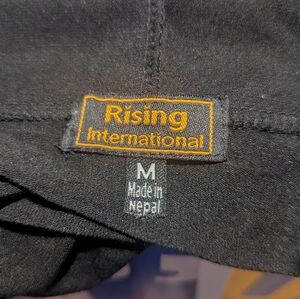 Rising
International
M
Made in
Nepal